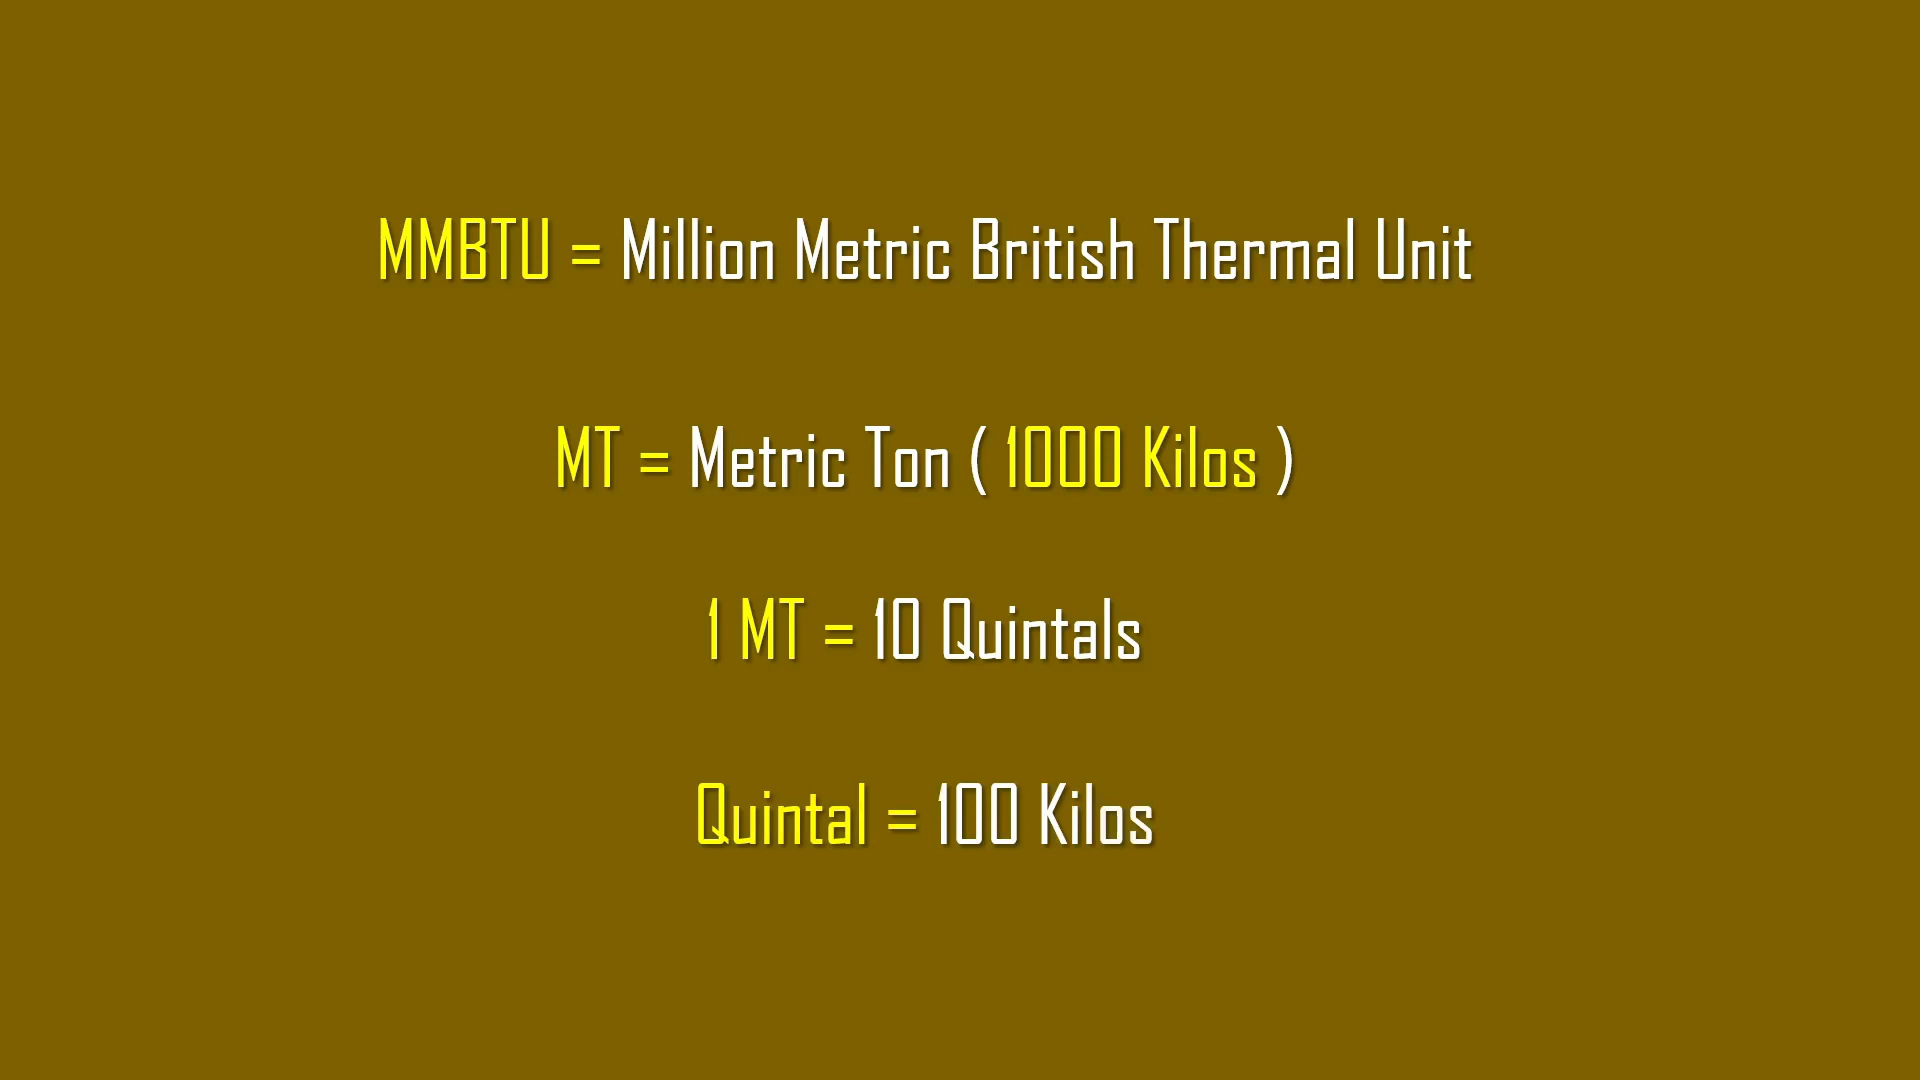 MMBTU = Million Metric British Thermal Unit
MT = Metric Ton ( 1000 Kilos )
1 MT = 10 Quintals
Quintal = 100 Kilos